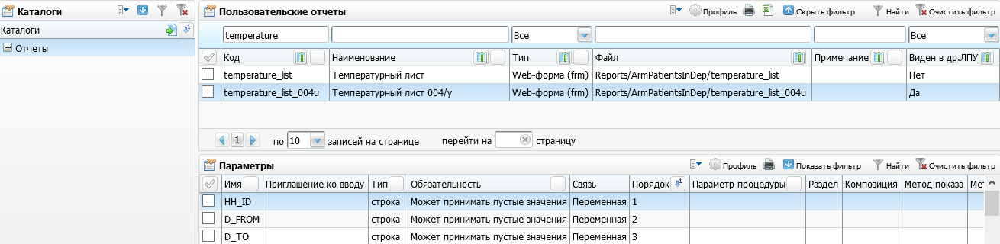 Каталоги
Каталоги
Отчеты
Пользовательские отчеты Профиль Скрыть фильтр Найти Очистить фильтр
temperature Все Все
Код Наименование Тип Файл Примечание Виден в др.ЛПУ
temperature_list Температурный лист Web-форма (frm) Reports/ArmPatientsInDep/temperature_list Нет
temperature_list_004u Температурный лист 004/у Web-форма (frm) Reports/ArmPatientsInDep/temperature_list_004u Да
1 по 10 записей на странице перейти на страницу
Параметры Профиль Показать фильтр Найти Очистить фильтр
Имя Приглашение ко вводу Тип Обязательность Связь Порядок Параметр процедуры Раздел Композиция Метод показа Ме
HH_ID строка Может принимать пустые значения Переменная 1
D_FROM строка Может принимать пустые значения Переменная 2
D_TO строка Может принимать пустые значения Переменная 3